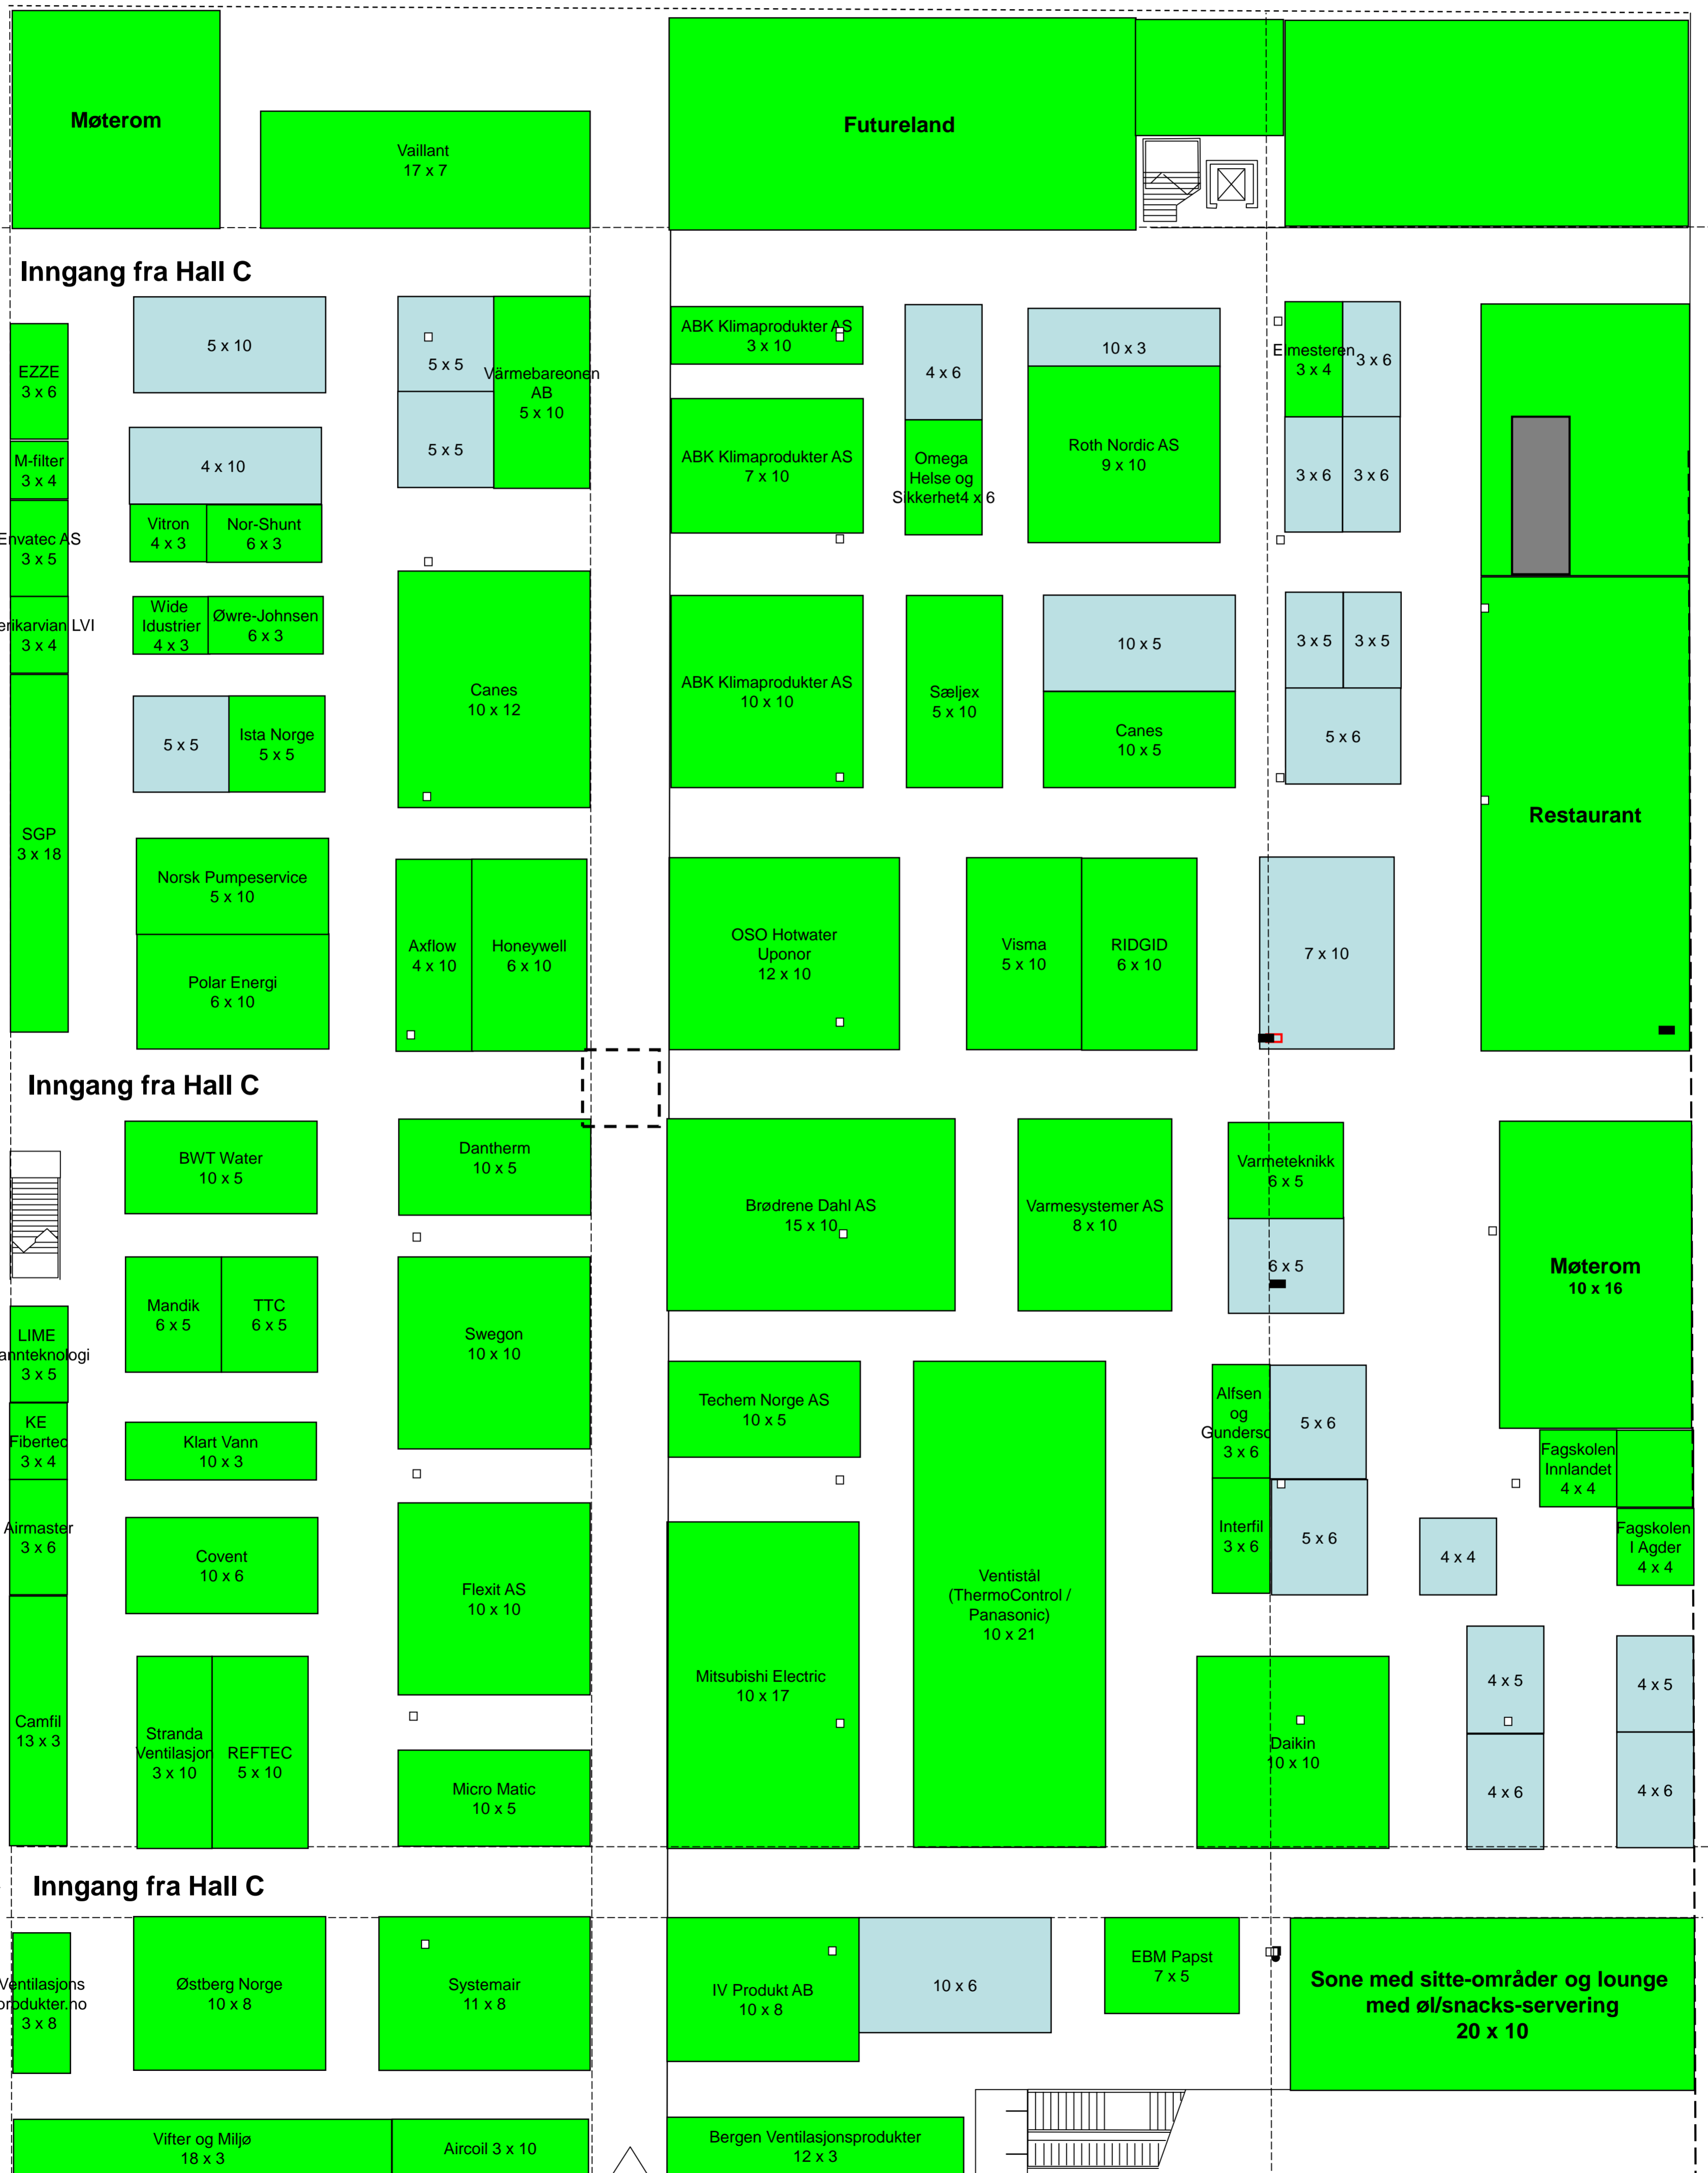 Møterom
Vaillant
17 x 7
Futureland
Inngang fra Hall C
EZZE
3 x 6
M-filter
3 x 4
Envatec AS
3 x 5
erikarvian LVI
3 x 4
SGP
3 x 18
5 x 10
4 x 10
Vitron
4 x 3
Nor-Shunt
6 x 3
Wide
Idustrier
4 x 3
Øwre-Johnsen
6 x 3
5 x 5
Ista Norge
5 x 5
Norsk Pumpeservice
5 x 10
Polar Energi
6 x 10
5 x 5
5 x 5
Värmebareonen
AB
5 x 10
Canes
10 x 12
Axflow
4 x 10
Honeywell
6 x 10
ABK Klimaprodukter AS
3 x 10
ABK Klimaprodukter AS
7 x 10
ABK Klimaprodukter AS
10 x 10
OSO Hotwater
Uponor
12 x 10
4 x 6
Omega
Helse og
Sikkerhet4 x 6
Sæljex
5 x 10
10 x 3
Roth Nordic AS
9 x 10
10 x 5
Canes
10 x 5
Visma
5 x 10
RIDGID
6 x 10
Elmesteren
3 x 4
3 x 6
3 x 6
3 x 6
3 x 5
3 x 5
5 x 6
7 x 10
Restaurant
Inngang fra Hall C
BWT Water
10 x 5
Mandik
6 x 5
TTC
6 x 5
LIME
annteknologi
3 x 5
KE
Fibertec
3 x 4
Airmaster
3 x 6
Camfil
13 x 3
Klart Vann
10 x 3
Covent
10 x 6
Stranda
Ventilasjon
3 x 10
REFTEC
5 x 10
Dantherm
10 x 5
Swegon
10 x 10
Flexit AS
10 x 10
Micro Matic
10 x 5
Brødrene Dahl AS
15 x 10
Techem Norge AS
10 x 5
Mitsubishi Electric
10 x 17
Varmesystemer AS
8 x 10
Ventistål
(ThermoControl /
Panasonic)
10 x 21
Varmeteknikk
6 x 5
6 x 5
Alfsen
og
Gunderso
3 x 6
5 x 6
Interfil
3 x 6
5 x 6
Daikin
10 x 10
Møterom
10 x 16
Fagskolen
Innlandet
4 x 4
Fagskolen
I Agder
4 x 4
4 x 4
4 x 5
4 x 5
4 x 6
4 x 6
Inngang fra Hall C
Ventilasjons
produkter.no
3 x 8
Østberg Norge
10 x 8
Systemair
11 x 8
IV Produkt AB
10 x 8
10 x 6
EBM Papst
7 x 5
Sone med sitte-områder og lounge
med øl/snacks-servering
20 x 10
Vifter og Miljø
18 x 3
Aircoil 3 x 10
Bergen Ventilasjonsprodukter
12 x 3